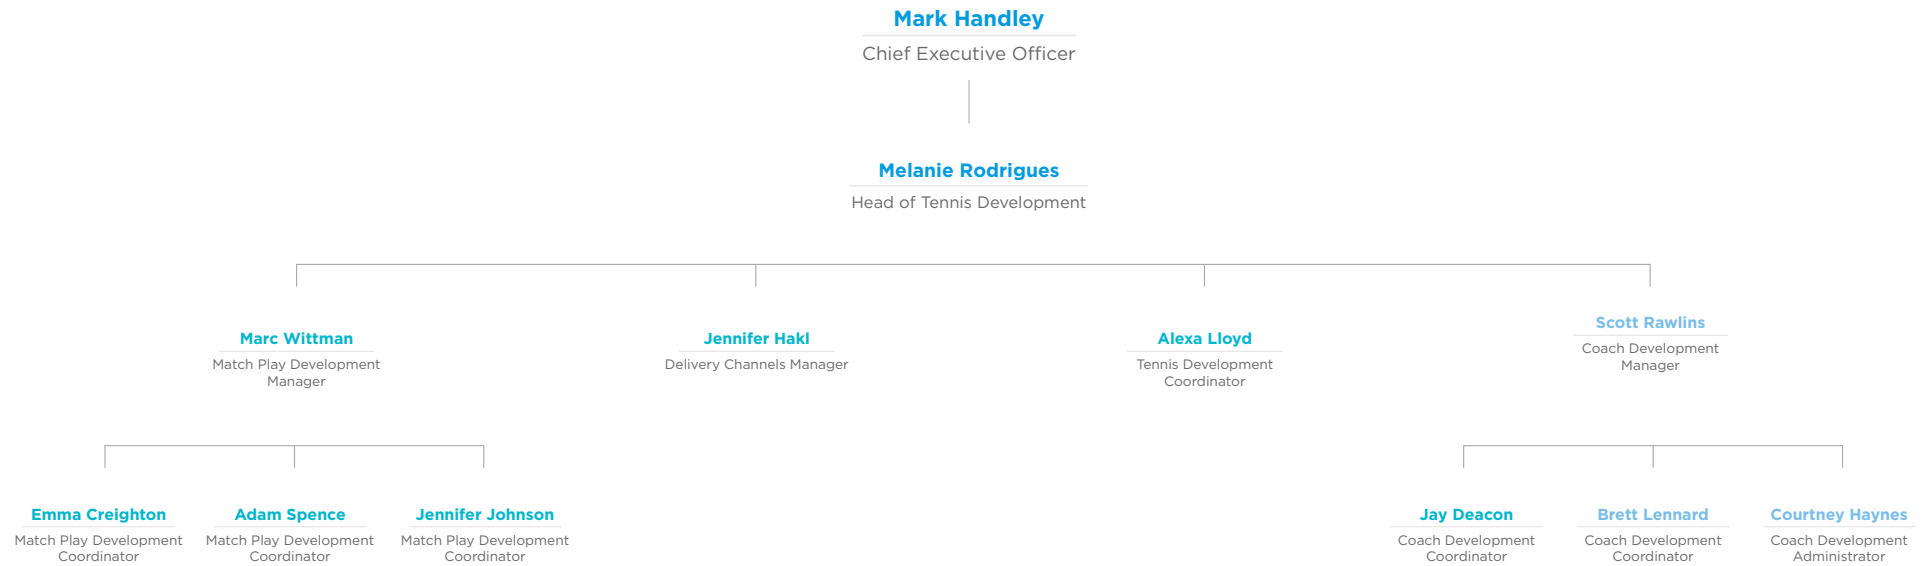 Mark Handley
Chief Executive Officer
Melanie Rodrigues
Head of Tennis Development
Marc Wittman
Match Play Development
Manager
Jennifer Hakl
Delivery Channels Manager
Alexa Lloyd
Tennis Development
Coordinator
Scott Rawlins
Coach Development
Manager
Emma Creighton
Match Play Development
Coordinator
Adam Spence
Match Play Development
Coordinator
Jennifer Johnson
Match Play Development
Coordinator
Jay Deacon
Coach Development
Coordinator
Brett Lennard
Coach Development
Coordinator
Courtney Haynes
Coach Development
Administrator